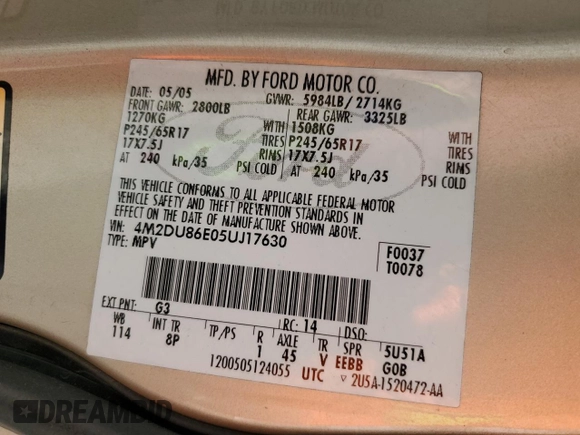 MFD. BY FORD MOTOR CO.
DATE: 05/05 GVWR: 5984LB/2714KG
FRONT GAWR: 2800LB REAR GAWR: 3325LB
1270KG WITH 1508KG WITH
P245/65R17 TIRES P245/65R17 TIRES
17X7.5J RIMS 17X7.5J RIMS
AT 240 kPa/35 PSI COLD AT 240 kPa/35 PSI COLD
THIS VEHICLE CONFORMS TO ALL APPLICABLE FEDERAL MOTOR
VEHICLE SAFETY AND THEFT PREVENTION STANDARDS IN
EFFECT ON THE DATE OF MANUFACTURE SHOWN ABOVE.
VIN: 4M2DU86E05UJ17630
TYPE: MPV
F0037
T0078
EXT PNT: G3 RC: 14 DSO:
WB INT TR TP/PS R AXLE TR SPR 5U51A
114 8P 1 45 V EEBB G0B
1200505124055 UTC 2U5A-1520472-AA
Ford
DREAMBID